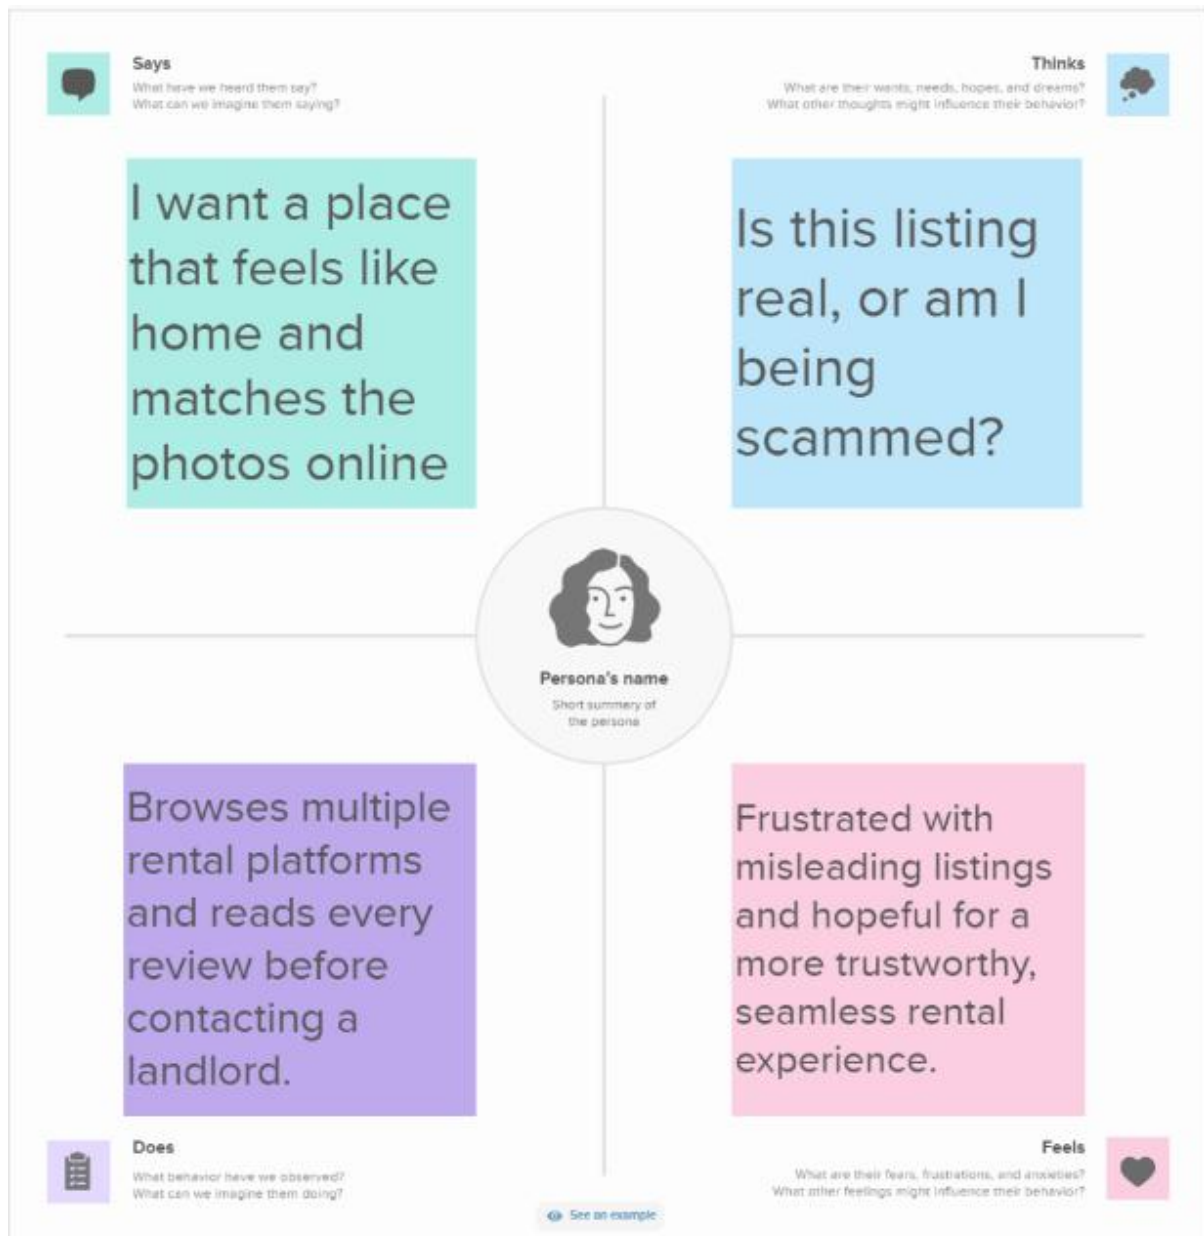 Says
What have we heard them say?
What can we imagine them saying?
Thinks
What are their wants, needs, hopes, and dreams?
What other thoughts might influence their behavior?
I want a place
that feels like
home and
matches the
photos online
Is this listing
real, or am I
being
scammed?
Persona's name
Short summary of
the persona
Browses multiple
rental platforms
and reads every
review before
contacting a
landlord.
Frustrated with
misleading listings
and hopeful for a
more trustworthy,
seamless rental
experience.
Does
What behavior have we observed?
What can we imagine them doing?
Feels
What are their fears, frustrations, and anxieties?
What other feelings might influence their behavior?
See an example